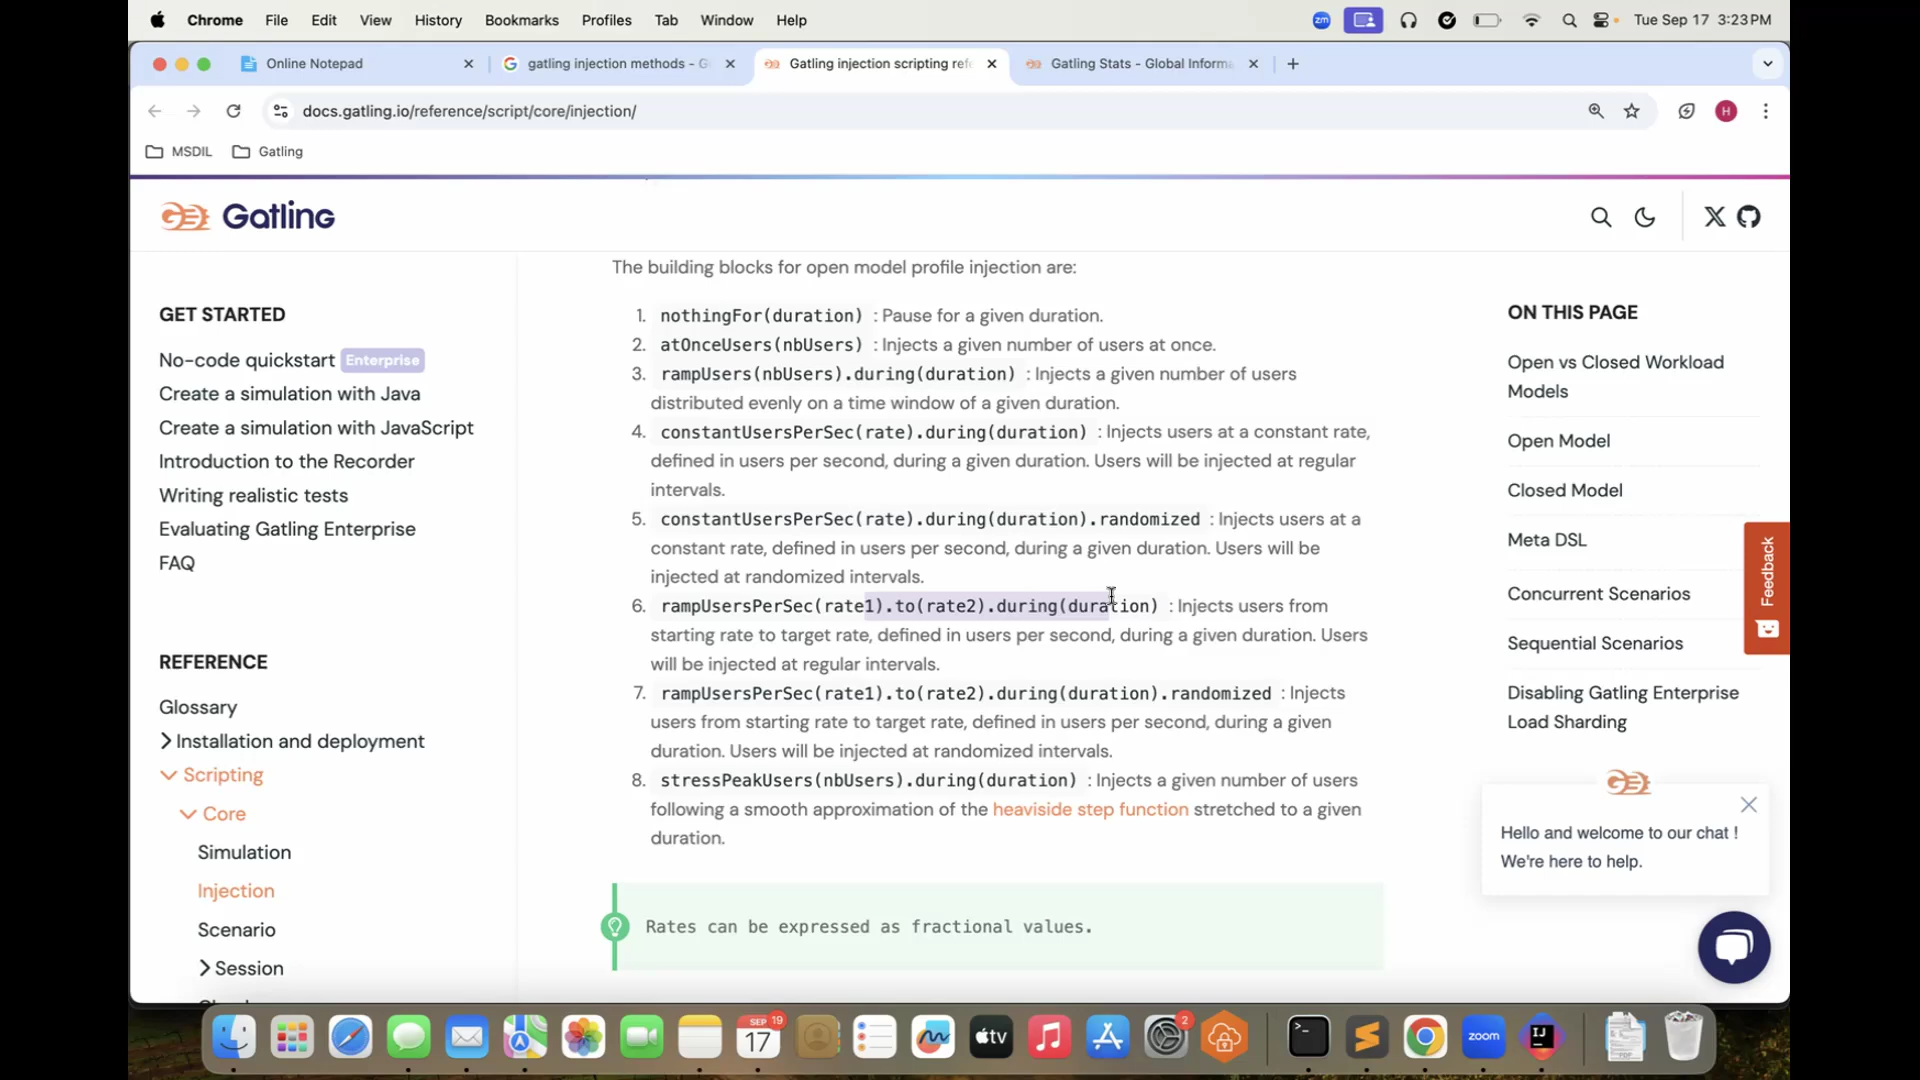 Chrome File Edit View History Bookmarks Profiles Tab Window Help
zm Tue Sep 17 3:23 PM
Online Notepad
gatling injection methods - G
Gatling injection scripting refe
Gatling Stats - Global Informa
docs.gatling.io/reference/script/core/injection/
H
MSDIL Gatling
Gatling
GET STARTED
No-code quickstart Enterprise
Create a simulation with Java
Create a simulation with JavaScript
Introduction to the Recorder
Writing realistic tests
Evaluating Gatling Enterprise
FAQ
REFERENCE
Glossary
Installation and deployment
Scripting
Core
Simulation
Injection
Scenario
Session
The building blocks for open model profile injection are:
1. nothingFor(duration) : Pause for a given duration.
2. atOnceUsers(nbUsers) : Injects a given number of users at once.
3. rampUsers(nbUsers).during(duration) : Injects a given number of users
distributed evenly on a time window of a given duration.
4. constantUsersPerSec(rate).during(duration) : Injects users at a constant rate,
defined in users per second, during a given duration. Users will be injected at regular
intervals.
5. constantUsersPerSec(rate).during(duration).randomized : Injects users at a
constant rate, defined in users per second, during a given duration. Users will be
injected at randomized intervals.
6. rampUsersPerSec(rate1).to(rate2).during(duration) : Injects users from
starting rate to target rate, defined in users per second, during a given duration. Users
will be injected at regular intervals.
7. rampUsersPerSec(rate1).to(rate2).during(duration).randomized : Injects
users from starting rate to target rate, defined in users per second, during a given
duration. Users will be injected at randomized intervals.
8. stressPeakUsers(nbUsers).during(duration) : Injects a given number of users
following a smooth approximation of the heaviside step function stretched to a given
duration.
Rates can be expressed as fractional values.
ON THIS PAGE
Open vs Closed Workload
Models
Open Model
Closed Model
Meta DSL
Concurrent Scenarios
Sequential Scenarios
Disabling Gatling Enterprise
Load Sharding
Feedback
Hello and welcome to our chat !
We're here to help.
SEP 19
17
tv
2
zoom
IJ
PDF